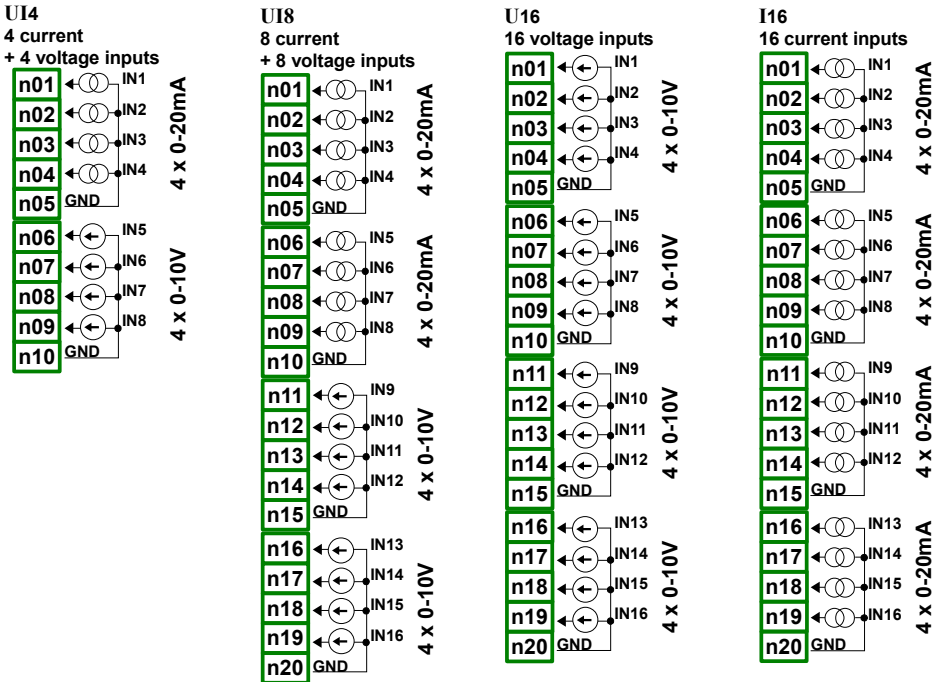 UI4
4 current
+ 4 voltage inputs
n01 IN1
n02 IN2
n03 IN3
n04 IN4
n05 GND
4 x 0-20mA
n06 IN5
n07 IN6
n08 IN7
n09 IN8
n10 GND
4 x 0-10V
UI8
8 current
+ 8 voltage inputs
n01 IN1
n02 IN2
n03 IN3
n04 IN4
n05 GND
4 x 0-20mA
n06 IN5
n07 IN6
n08 IN7
n09 IN8
n10 GND
4 x 0-20mA
n11 IN9
n12 IN10
n13 IN11
n14 IN12
n15 GND
4 x 0-10V
n16 IN13
n17 IN14
n18 IN15
n19 IN16
n20 GND
4 x 0-10V
U16
16 voltage inputs
n01 IN1
n02 IN2
n03 IN3
n04 IN4
n05 GND
4 x 0-10V
n06 IN5
n07 IN6
n08 IN7
n09 IN8
n10 GND
4 x 0-10V
n11 IN9
n12 IN10
n13 IN11
n14 IN12
n15 GND
4 x 0-10V
n16 IN13
n17 IN14
n18 IN15
n19 IN16
n20 GND
4 x 0-10V
I16
16 current inputs
n01 IN1
n02 IN2
n03 IN3
n04 IN4
n05 GND
4 x 0-20mA
n06 IN5
n07 IN6
n08 IN7
n09 IN8
n10 GND
4 x 0-20mA
n11 IN9
n12 IN10
n13 IN11
n14 IN12
n15 GND
4 x 0-20mA
n16 IN13
n17 IN14
n18 IN15
n19 IN16
n20 GND
4 x 0-20mA